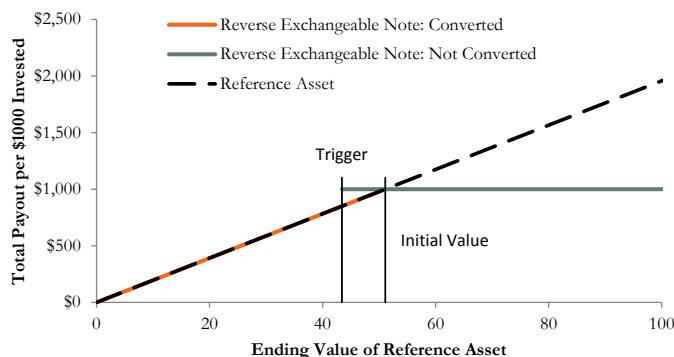 $2,500
$2,000
$1,500
$1,000
$500
$0
Total Payout per $1000 Invested
Reverse Exchangeable Note: Converted
Reverse Exchangeable Note: Not Converted
Reference Asset
Trigger
Initial Value
0 20 40 60 80 100
Ending Value of Reference Asset